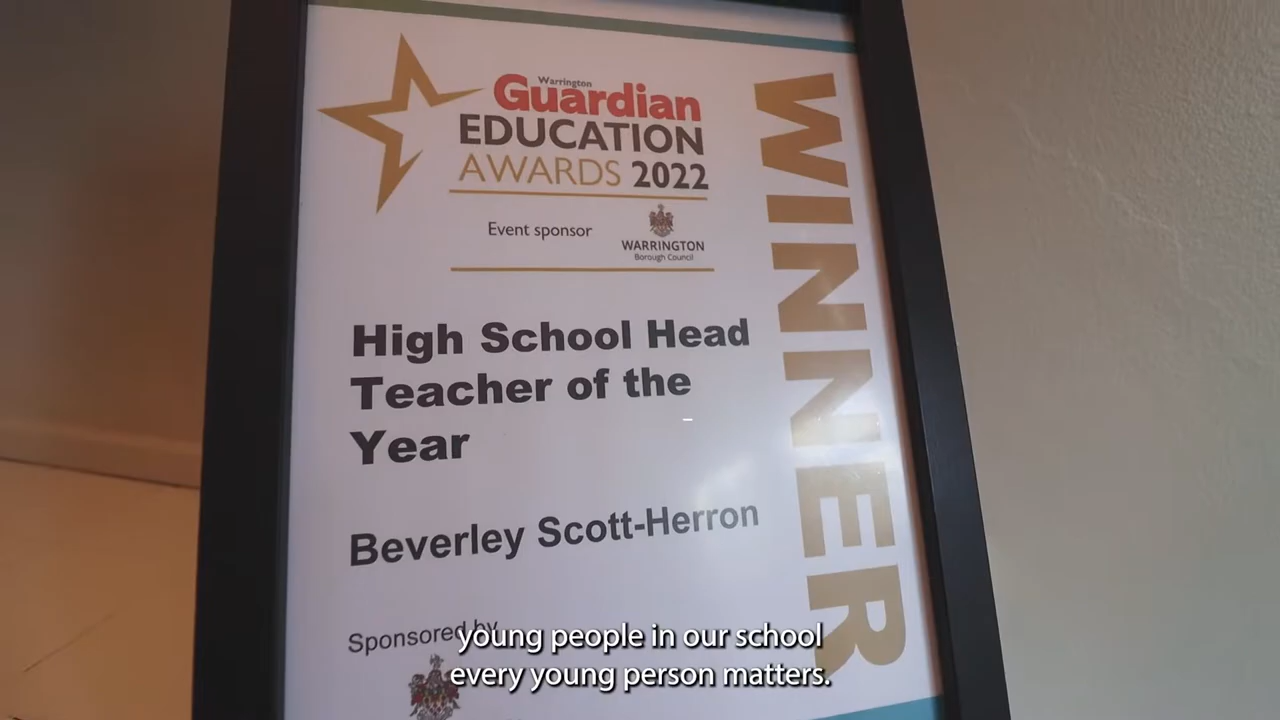 Warrington
Guardian
EDUCATION
AWARDS 2022
Event sponsor
WARRINGTON
Borough Council
WINNER
High School Head
Teacher of the
Year
Beverley Scott-Herron
Sponsored by
young people in our school
every young person matters.